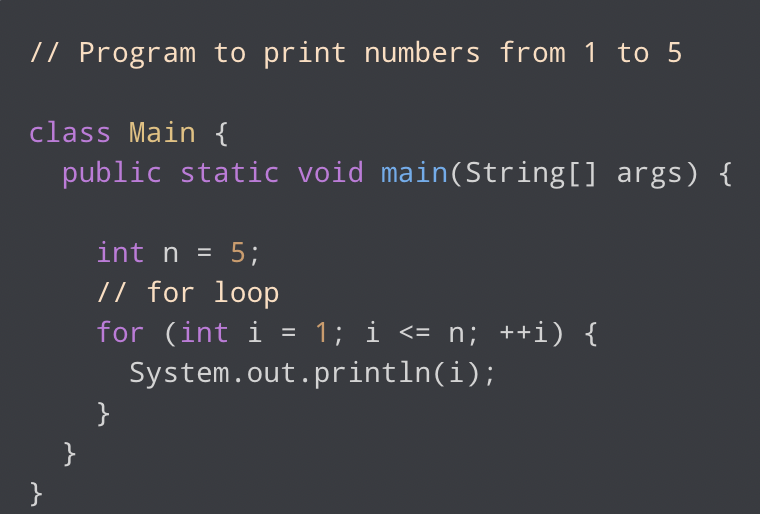 // Program to print numbers from 1 to 5
class Main {
  public static void main(String[] args) {
    int n = 5;
    // for loop
    for (int i = 1; i <= n; ++i) {
      System.out.println(i);
    }
  }
}